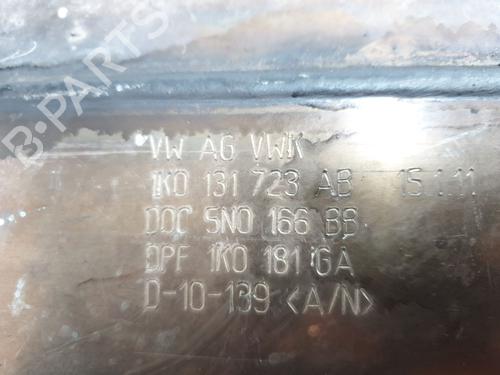 B-PARTS
VW AG VWK
1K0 131 723 AB 15.1.11
DOC 5N0 166 BB
DPF 1K0 181 GA
D-10-139 <A/N>